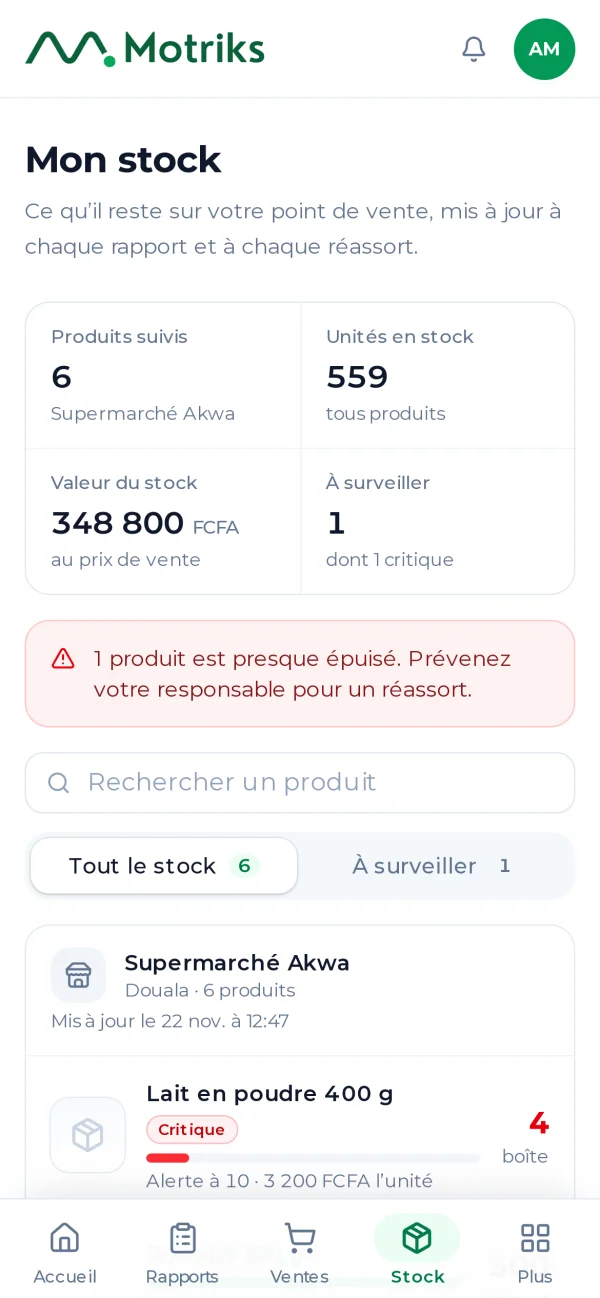 Motriks
AM
Mon stock
Ce qu’il reste sur votre point de vente, mis à jour à
chaque rapport et à chaque réassort.
Produits suivis
6
Supermarché Akwa
Unités en stock
559
tous produits
Valeur du stock
348 800 FCFA
au prix de vente
À surveiller
1
dont 1 critique
1 produit est presque épuisé. Prévenez
votre responsable pour un réassort.
Rechercher un produit
Tout le stock 6
À surveiller 1
Supermarché Akwa
Douala · 6 produits
Mis à jour le 22 nov. à 12:47
Lait en poudre 400 g
Critique
4
boîte
Alerte à 10 · 3 200 FCFA l’unité
Accueil
Rapports
Ventes
Stock
Plus